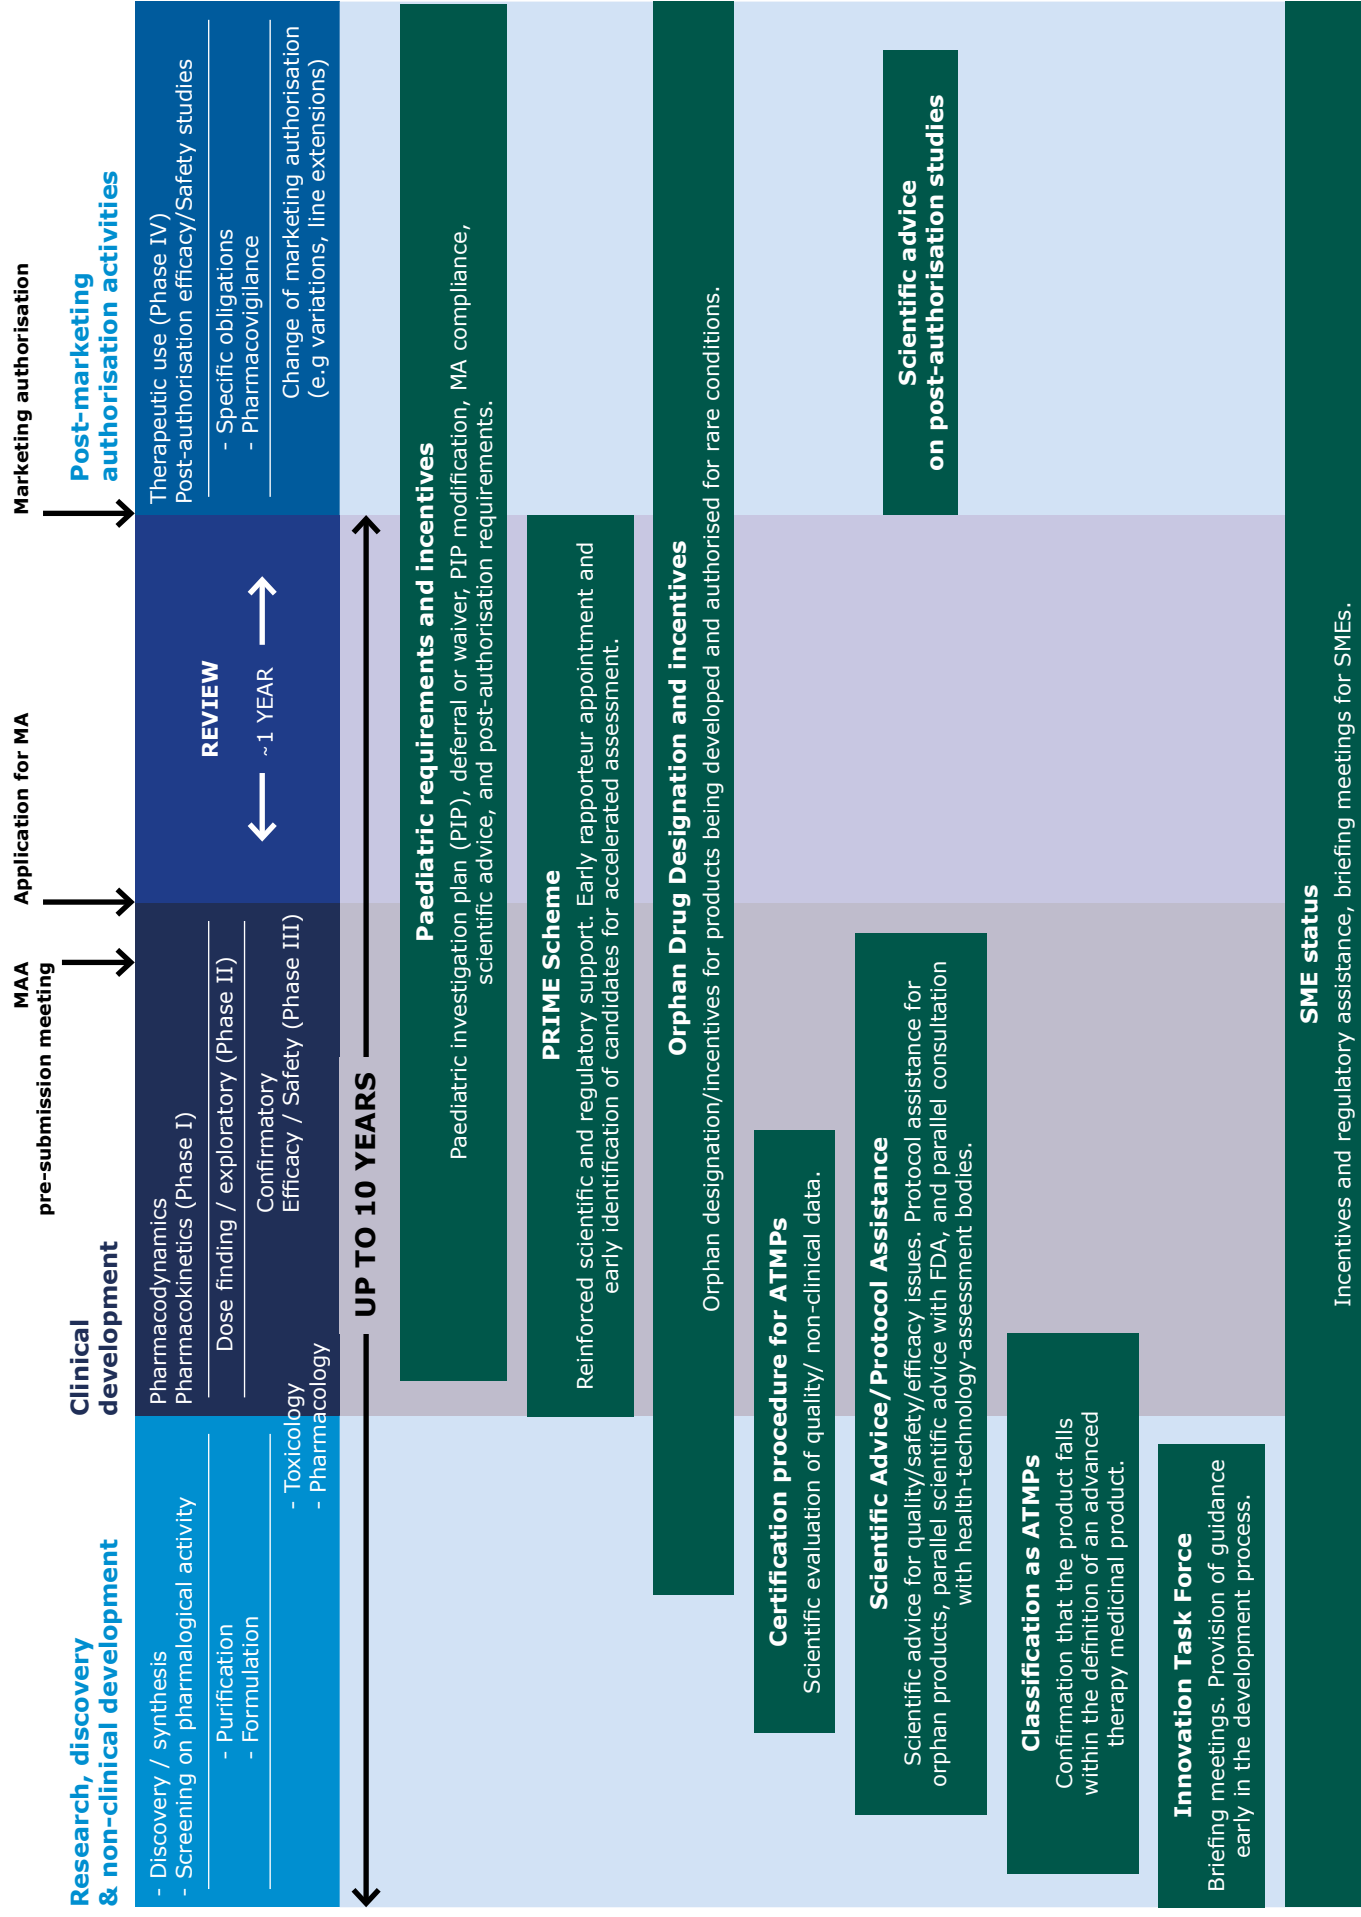 MAA
pre-submission meeting
Application for MA
Marketing authorisation
Research, discovery
& non-clinical development
Clinical
development
Post-marketing
authorisation activities
- Discovery / synthesis
- Screening on pharmalogical activity
- Purification
- Formulation
- Toxicology
- Pharmacology
Pharmacodynamics
Pharmacokinetics (Phase I)
Dose finding / exploratory (Phase II)
Confirmatory
Efficacy / Safety (Phase III)
REVIEW
~1 YEAR
Therapeutic use (Phase IV)
Post-authorisation efficacy/Safety studies
- Specific obligations
- Pharmacovigilance
Change of marketing authorisation
(e.g variations, line extensions)
UP TO 10 YEARS
Paediatric requirements and incentives
Paediatric investigation plan (PIP), deferral or waiver, PIP modification, MA compliance,
scientific advice, and post-authorisation requirements.
PRIME Scheme
Reinforced scientific and regulatory support. Early rapporteur appointment and
early identification of candidates for accelerated assessment.
Orphan Drug Designation and incentives
Orphan designation/incentives for products being developed and authorised for rare conditions.
Certification procedure for ATMPs
Scientific evaluation of quality/ non-clinical data.
Scientific Advice/Protocol Assistance
Scientific advice for quality/safety/efficacy issues. Protocol assistance for
orphan products, parallel scientific advice with FDA, and parallel consultation
with health-technology-assessment bodies.
Scientific advice
on post-authorisation studies
Classification as ATMPs
Confirmation that the product falls
within the definition of an advanced
therapy medicinal product.
Innovation Task Force
Briefing meetings. Provision of guidance
early in the development process.
SME status
Incentives and regulatory assistance, briefing meetings for SMEs.